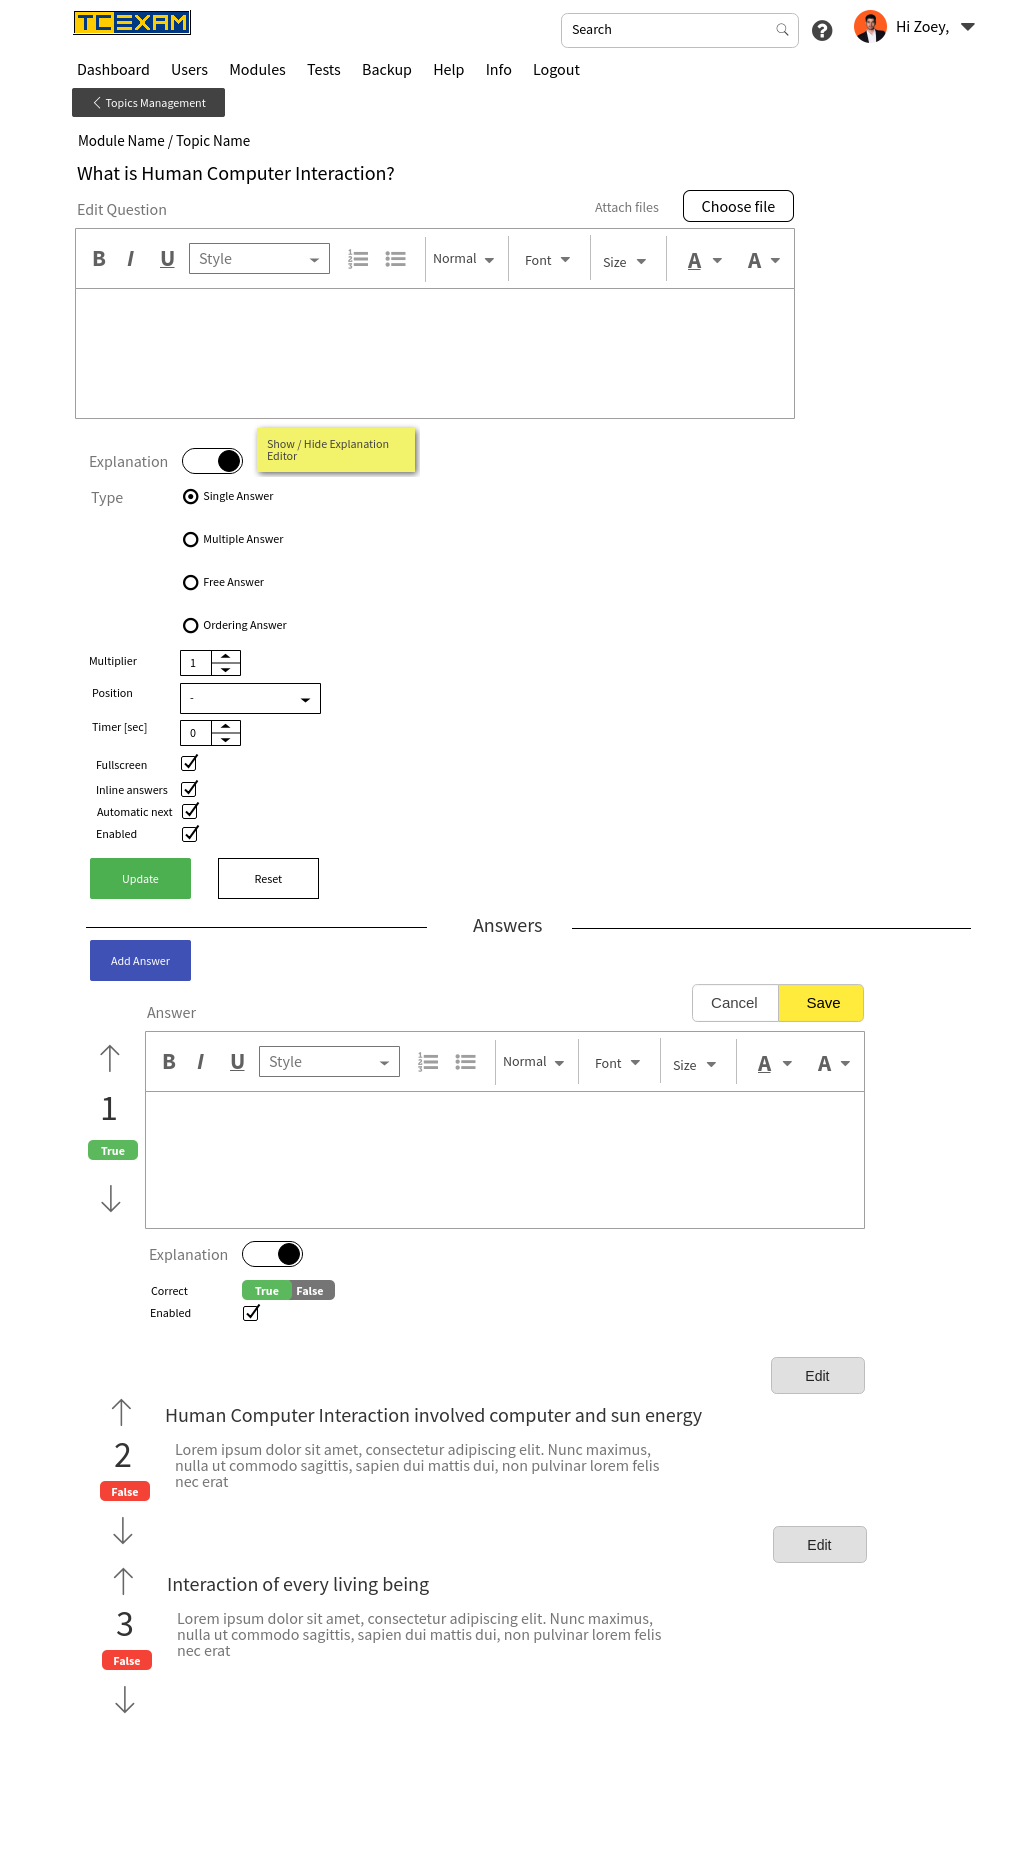 TCEXAM
Search
Hi Zoey,
Dashboard Users Modules Tests Backup Help Info Logout
Topics Management
Module Name / Topic Name
What is Human Computer Interaction?
Edit Question
Attach files
Choose file
B I U Style Normal Font Size A A
Show / Hide Explanation
Editor
Explanation
Type
Single Answer
Multiple Answer
Free Answer
Ordering Answer
Multiplier 1
Position -
Timer [sec] 0
Fullscreen
Inline answers
Automatic next
Enabled
Update Reset
Answers
Add Answer
Cancel Save
Answer
B I U Style Normal Font Size A A
1
True
Explanation
Correct True False
Enabled
Edit
Human Computer Interaction involved computer and sun energy
2
False
Lorem ipsum dolor sit amet, consectetur adipiscing elit. Nunc maximus,
nulla ut commodo sagittis, sapien dui mattis dui, non pulvinar lorem felis
nec erat
Edit
Interaction of every living being
3
False
Lorem ipsum dolor sit amet, consectetur adipiscing elit. Nunc maximus,
nulla ut commodo sagittis, sapien dui mattis dui, non pulvinar lorem felis
nec erat